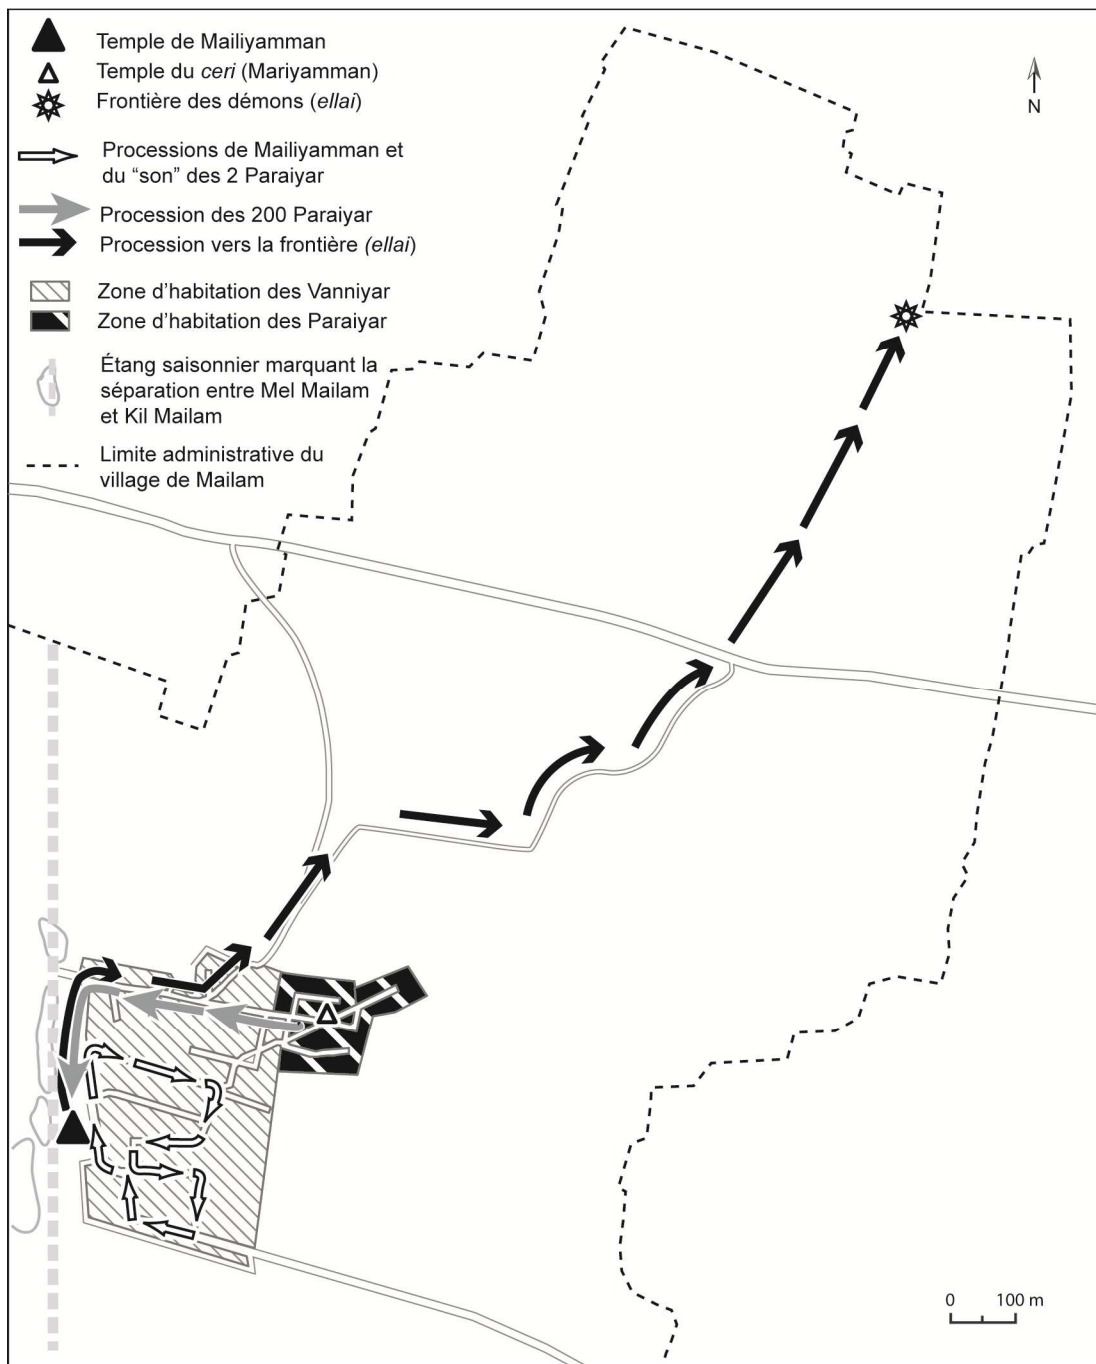 Temple de Mailiyamman
Temple du ceri (Mariyamman)
Frontière des démons (ellai)
Processions de Mailiyamman et
du “son” des 2 Paraiyar
Procession des 200 Paraiyar
Procession vers la frontière (ellai)
Zone d’habitation des Vanniyar
Zone d’habitation des Paraiyar
Étang saisonnier marquant la
séparation entre Mel Mailam
et Kil Mailam
Limite administrative du
village de Mailam
N
0 100 m